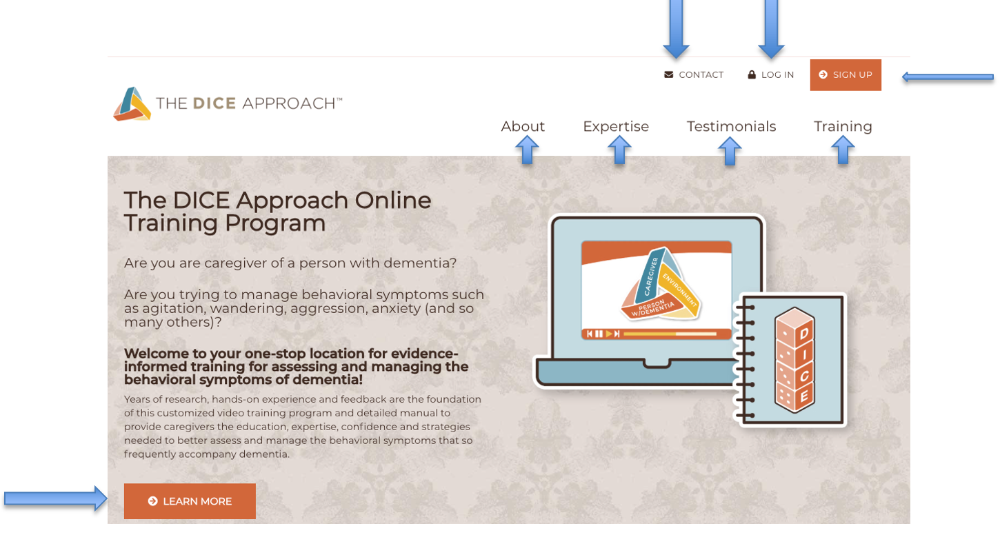 CONTACT
LOG IN
SIGN UP
THE DICE APPROACH™
About
Expertise
Testimonials
Training
The DICE Approach Online
Training Program
Are you are caregiver of a person with dementia?
Are you trying to manage behavioral symptoms such
as agitation, wandering, aggression, anxiety (and so
many others)?
Welcome to your one-stop location for evidence-
informed training for assessing and managing the
behavioral symptoms of dementia!
Years of research, hands-on experience and feedback are the foundation
of this customized video training program and detailed manual to
provide caregivers the education, expertise, confidence and strategies
needed to better assess and manage the behavioral symptoms that so
frequently accompany dementia.
LEARN MORE
CAREGIVER
ENVIRONMENT
PERSON
W/DEMENTIA
D
I
C
E